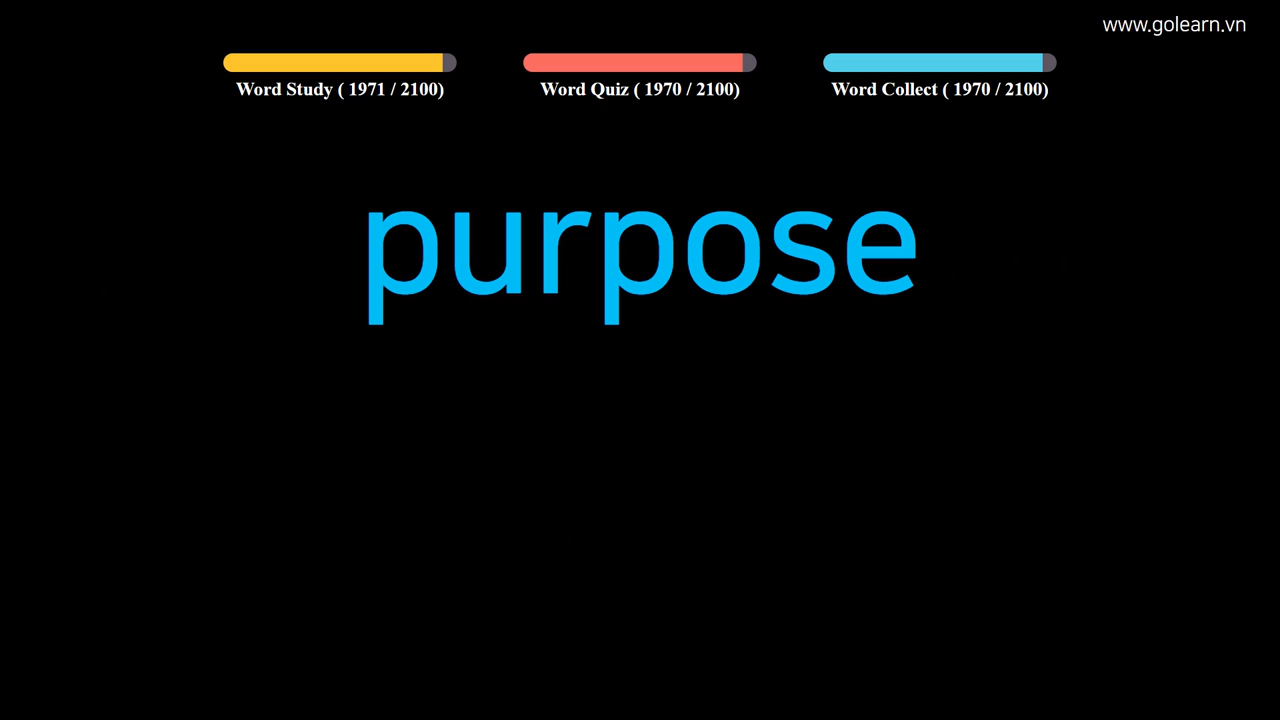 www.golearn.vn
Word Study ( 1971 / 2100)
Word Quiz ( 1970 / 2100)
Word Collect ( 1970 / 2100)
purpose